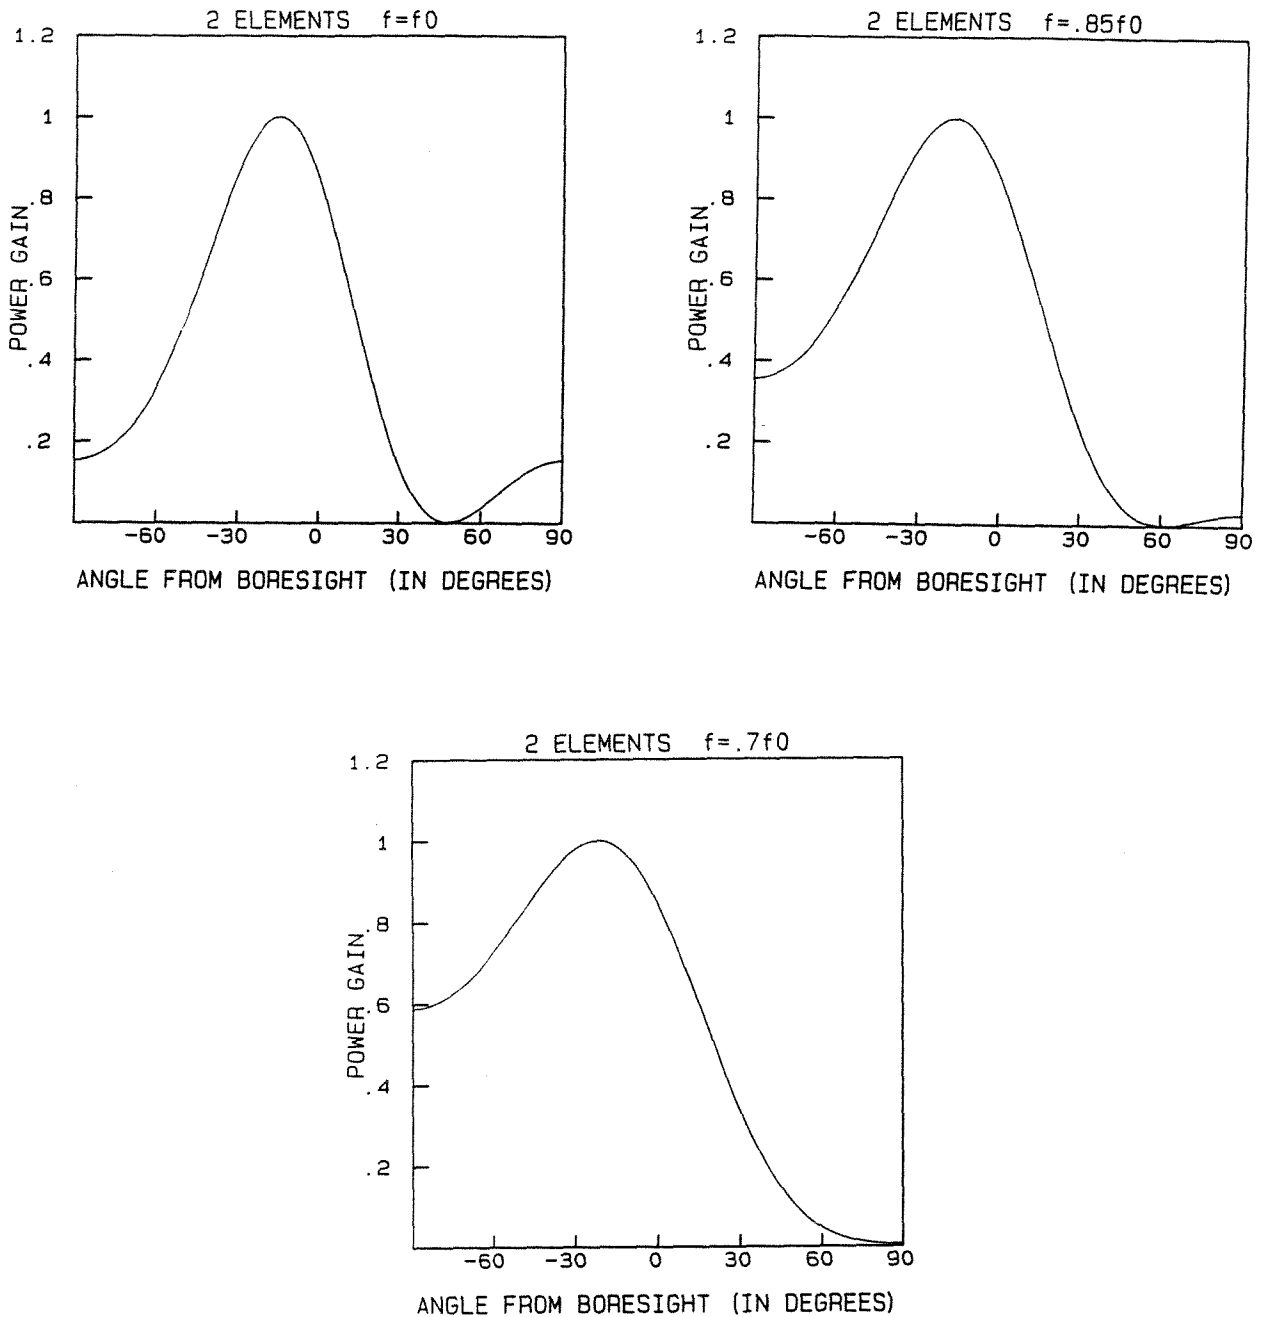 2 ELEMENTS f=f0
1.2
1
.8
.6
.4
.2
POWER GAIN
-60 -30 0 30 60 90
ANGLE FROM BORESIGHT (IN DEGREES)
2 ELEMENTS f=.85f0
1.2
1
.8
.6
.4
.2
POWER GAIN
-60 -30 0 30 60 90
ANGLE FROM BORESIGHT (IN DEGREES)
2 ELEMENTS f=.7f0
1.2
1
.8
.6
.4
.2
POWER GAIN
-60 -30 0 30 60 90
ANGLE FROM BORESIGHT (IN DEGREES)